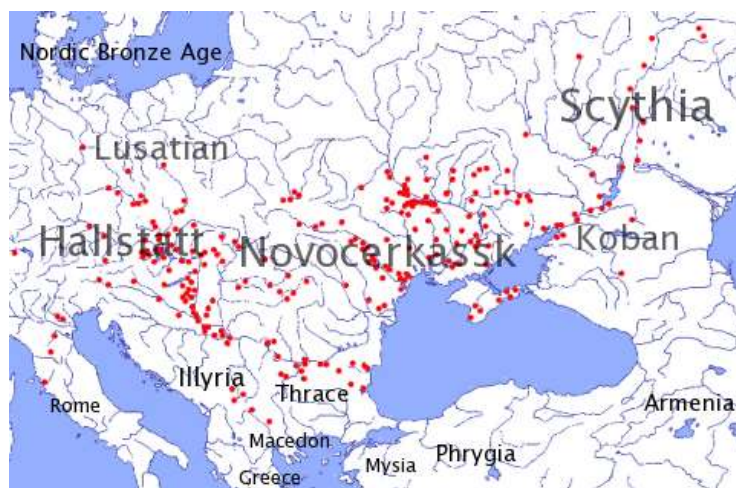 Nordic Bronze Age
Scythia
Lusatian
Hallstatt
Novocerkassk
Koban
Illyria
Thrace
Rome
Armenia
Macedon
Phrygia
Mysia
Greece